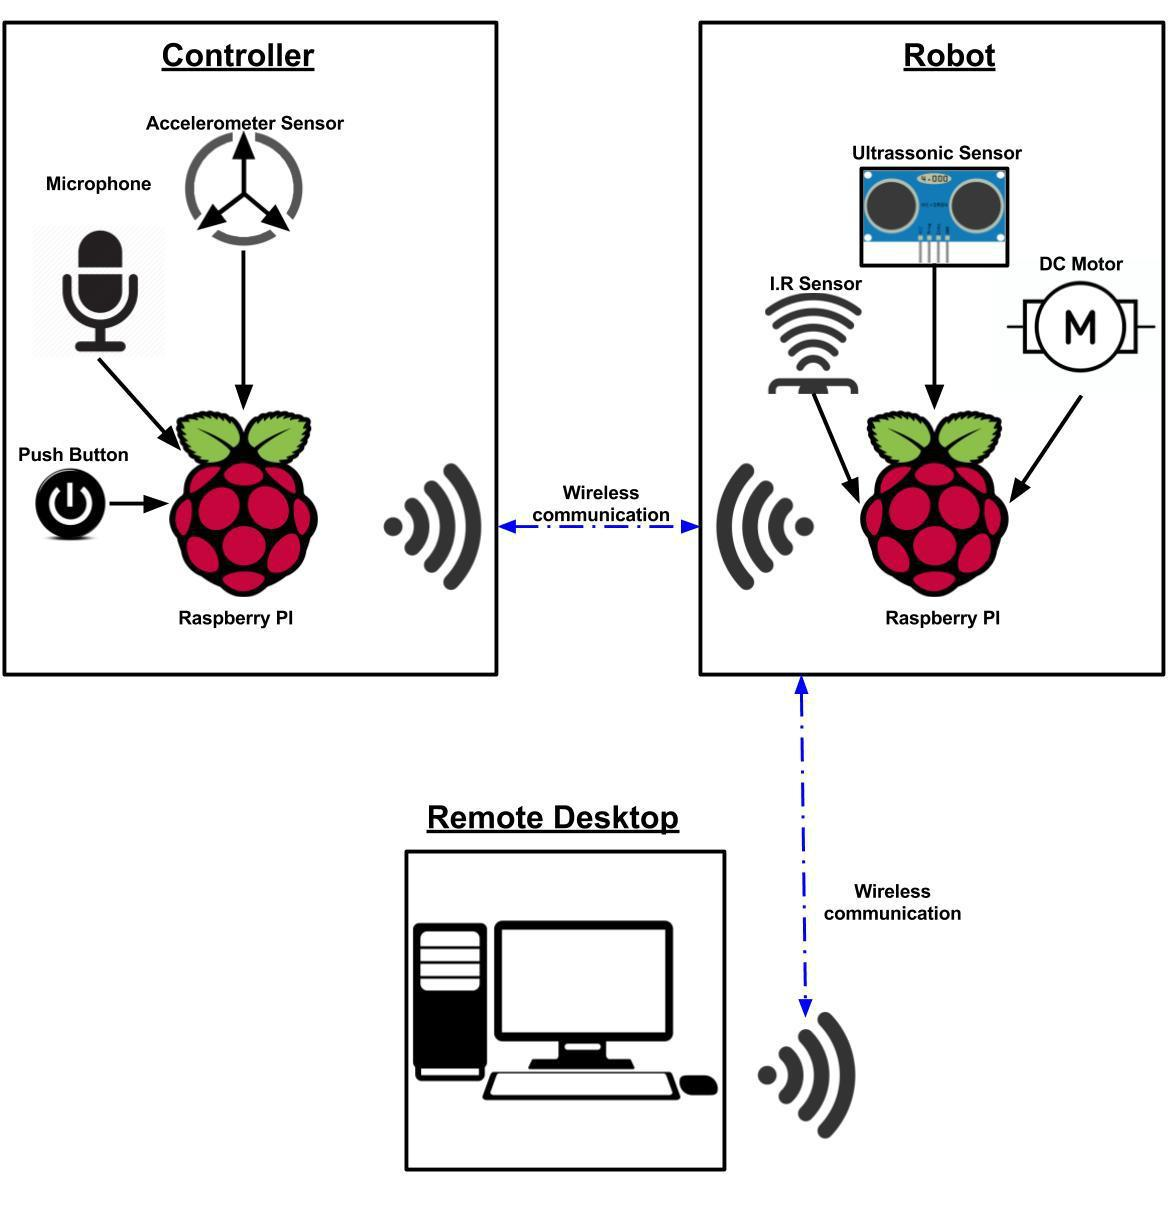 Controller
Robot
Accelerometer Sensor
Microphone
Ultrassonic Sensor
DC Motor
I.R Sensor
M
Push Button
Wireless
communication
Raspberry PI
Raspberry PI
Remote Desktop
Wireless
communication